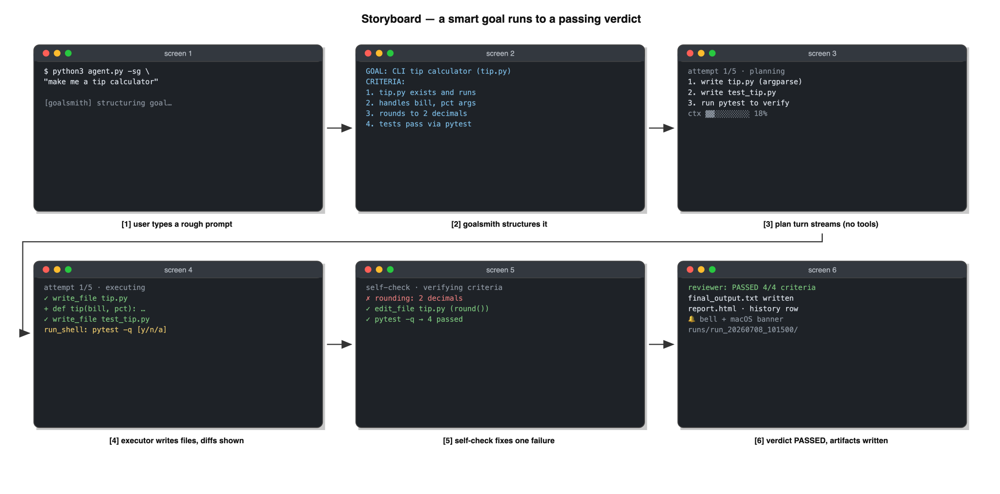 Storyboard — a smart goal runs to a passing verdict
screen 1
$ python3 agent.py -sg \
"make me a tip calculator"
[goalsmith] structuring goal…
[1] user types a rough prompt
screen 2
GOAL: CLI tip calculator (tip.py)
CRITERIA:
1. tip.py exists and runs
2. handles bill, pct args
3. rounds to 2 decimals
4. tests pass via pytest
[2] goalsmith structures it
screen 3
attempt 1/5 · planning
1. write tip.py (argparse)
2. write test_tip.py
3. run pytest to verify
ctx ▓▓░░░░░░░░ 18%
[3] plan turn streams (no tools)
screen 4
attempt 1/5 · executing
✓ write_file tip.py
+ def tip(bill, pct): …
✓ write_file test_tip.py
run_shell: pytest -q [y/n/a]
[4] executor writes files, diffs shown
screen 5
self-check · verifying criteria
✗ rounding: 2 decimals
✓ edit_file tip.py (round())
✓ pytest -q → 4 passed
[5] self-check fixes one failure
screen 6
reviewer: PASSED 4/4 criteria
final_output.txt written
report.html · history row
🔔 bell + macOS banner
runs/run_20260708_101500/
[6] verdict PASSED, artifacts written